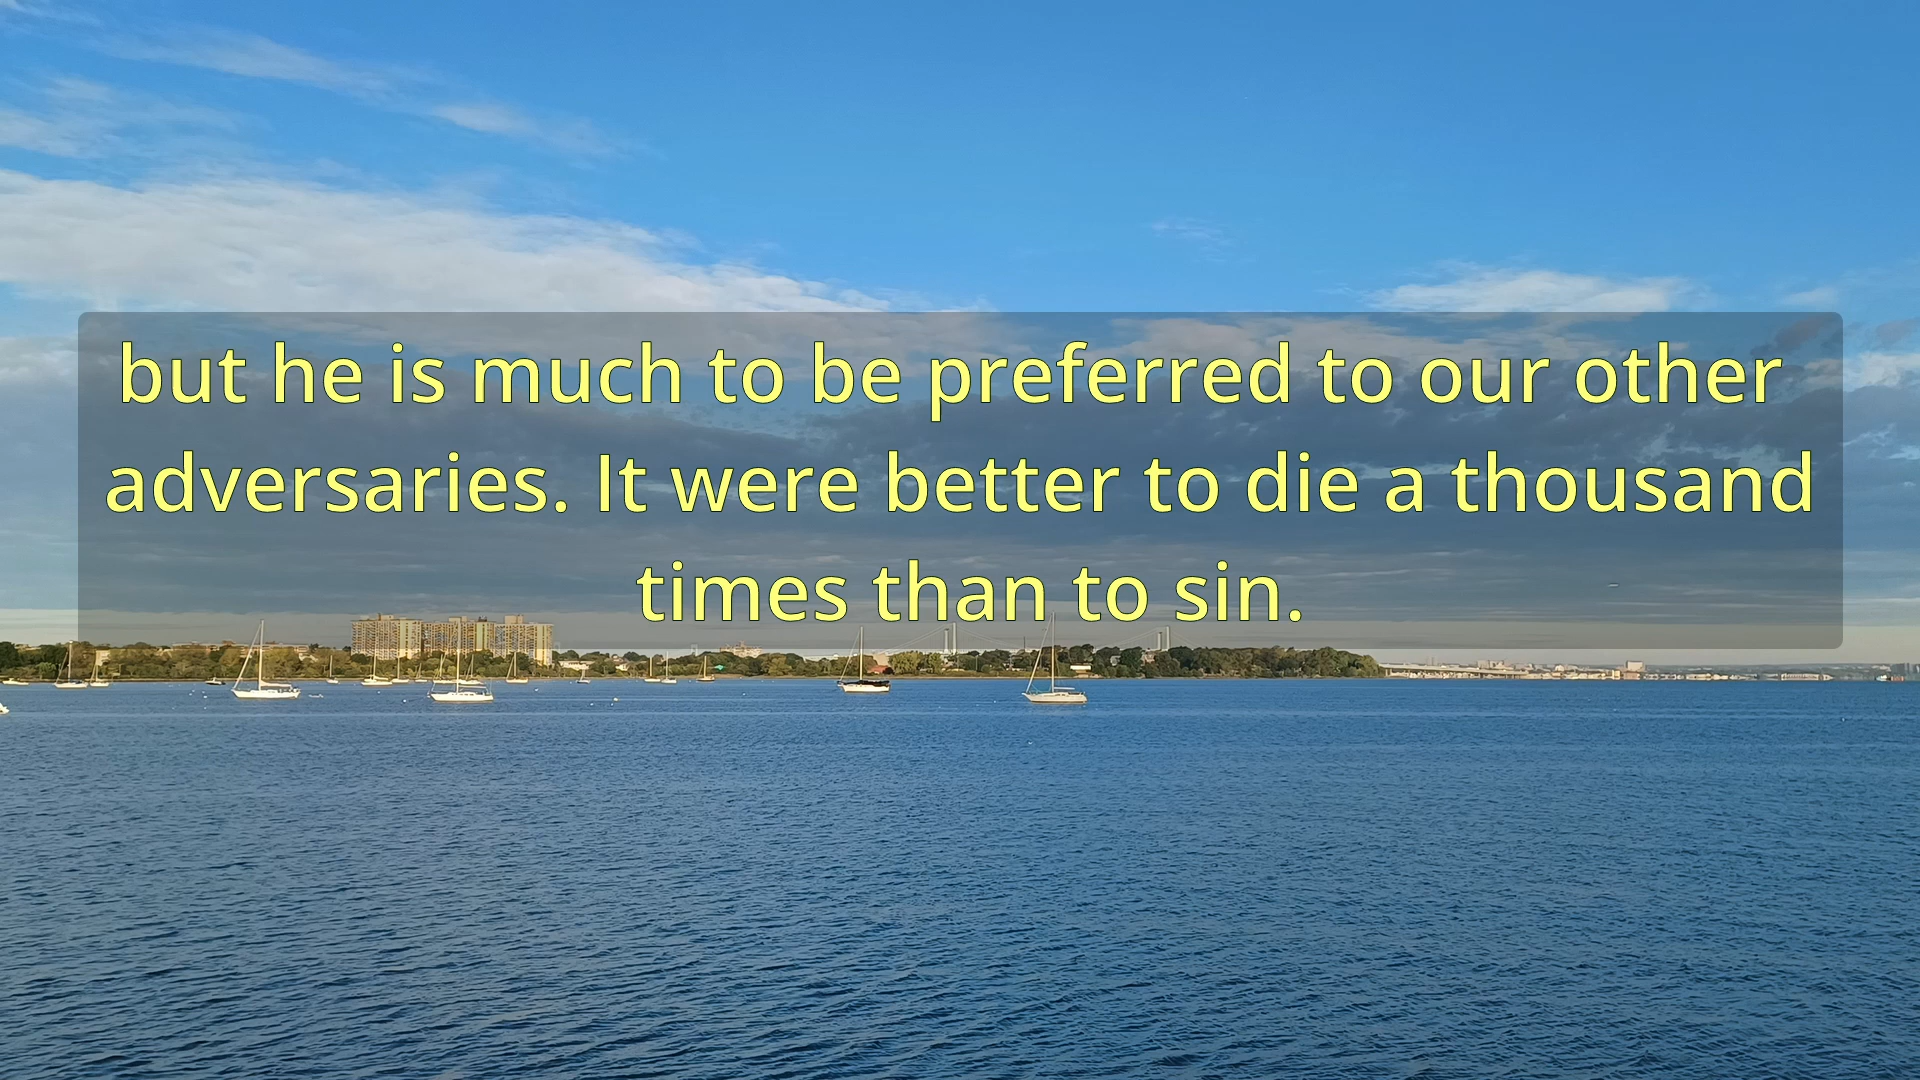 but he is much to be preferred to our other
adversaries. It were better to die a thousand
times than to sin.